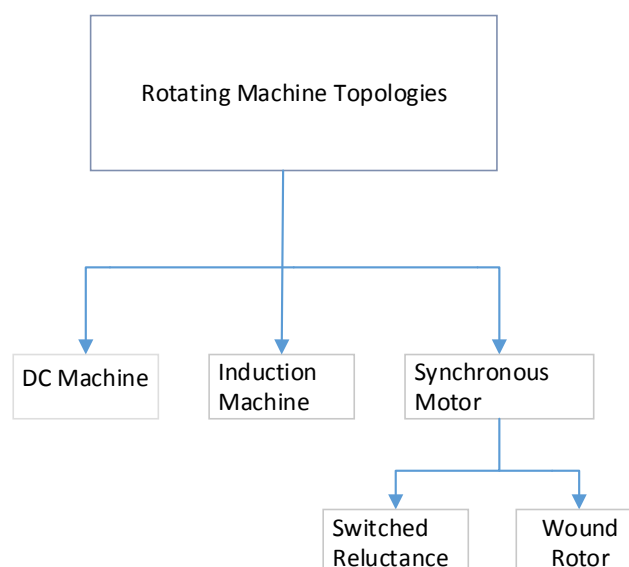 Rotating Machine Topologies
DC Machine
Induction
Machine
Synchronous
Motor
Switched
Reluctance
Wound
Rotor